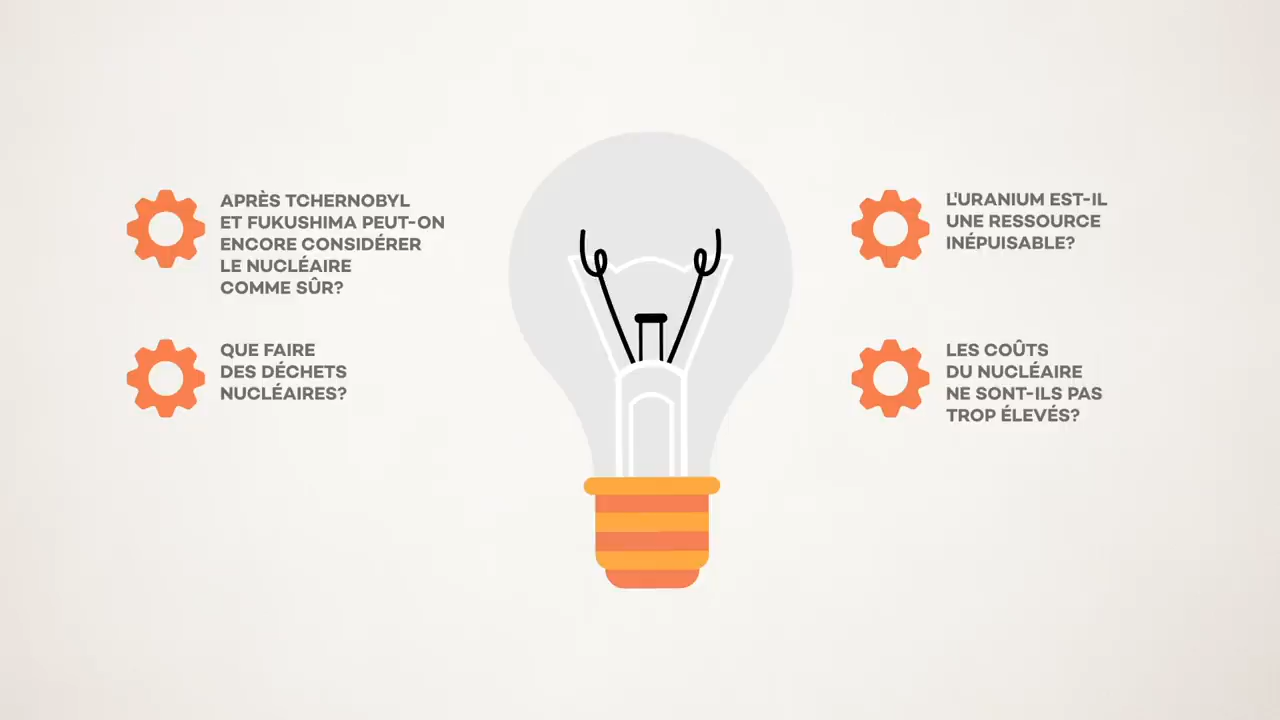 APRÈS TCHERNOBYL
ET FUKUSHIMA PEUT-ON
ENCORE CONSIDÉRER
LE NUCLÉAIRE
COMME SÛR?
QUE FAIRE
DES DÉCHETS
NUCLÉAIRES?
L'URANIUM EST-IL
UNE RESSOURCE
INÉPUISABLE?
LES COÛTS
DU NUCLÉAIRE
NE SONT-ILS PAS
TROP ÉLEVÉS?